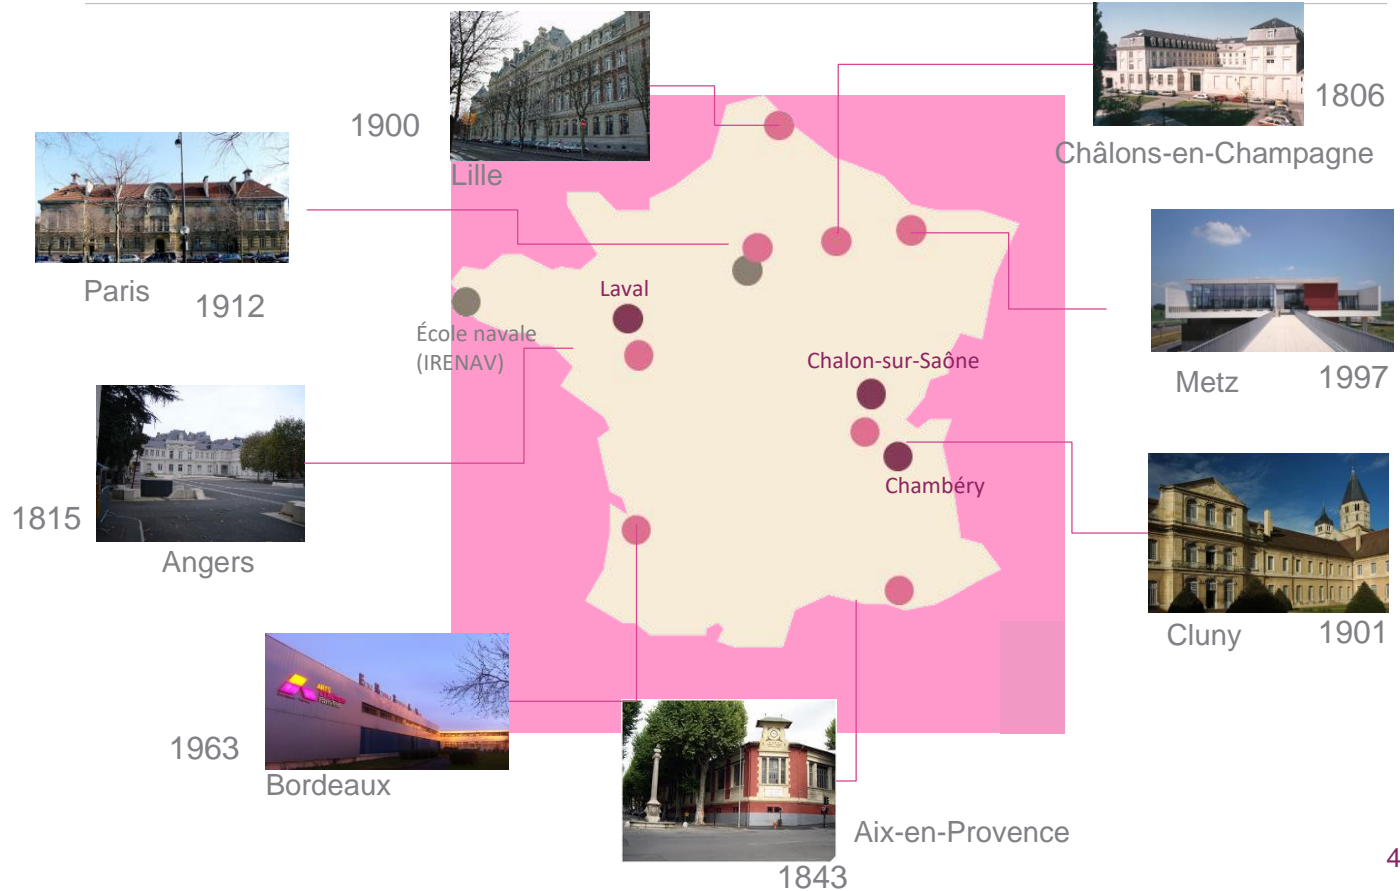 1900
Lille
1806
Châlons-en-Champagne
Paris
1912
Laval
École navale
(IRENAV)
Chalon-sur-Saône
Metz
1997
Chambéry
1815
Angers
Cluny
1901
1963
Bordeaux
ARTS
Aix-en-Provence
1843
4